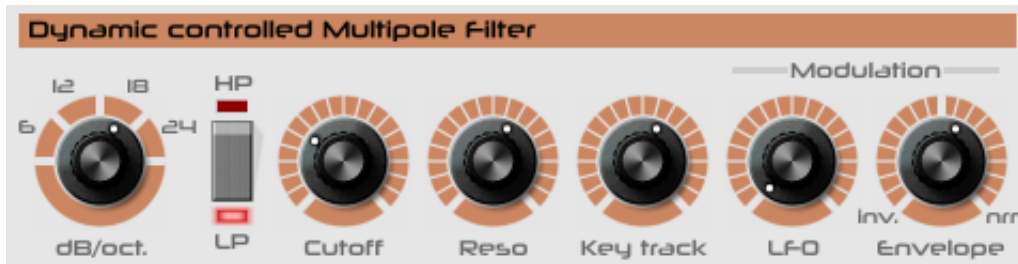 Dynamic controlled Multipole Filter
Modulation
12 18 HP
6 24
inv. nrm
dB/oct. LP Cutoff Reso Key track LFO Envelope